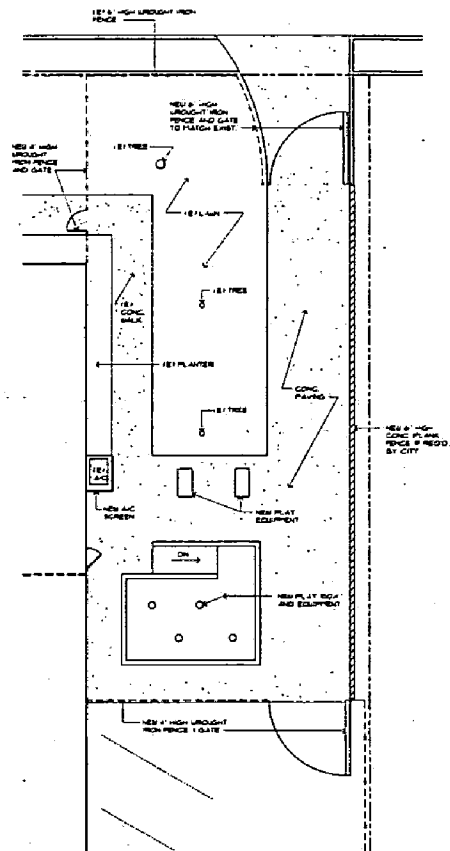 (E) 6' HIGH WROUGHT IRON
FENCE
NEW 6' HIGH
WROUGHT IRON
FENCE AND GATE
TO MATCH EXIST.
NEW 4' HIGH
WROUGHT
IRON FENCE
AND GATE
(E) TREE
(E) LAWN
(E) TREE
(E)
CONC.
WALK
(E) PLANTER
CONC.
PAVING
(E) TREE
NEW 6' HIGH
CONC. PLANK
FENCE IF REQ'D.
BY CITY
(E)
A/C
NEW A/C
SCREEN
NEW PLAY
EQUIPMENT
DN
NEW PLAY
AND EQUIPMENT
NEW 4' HIGH WROUGHT
IRON FENCE & GATE